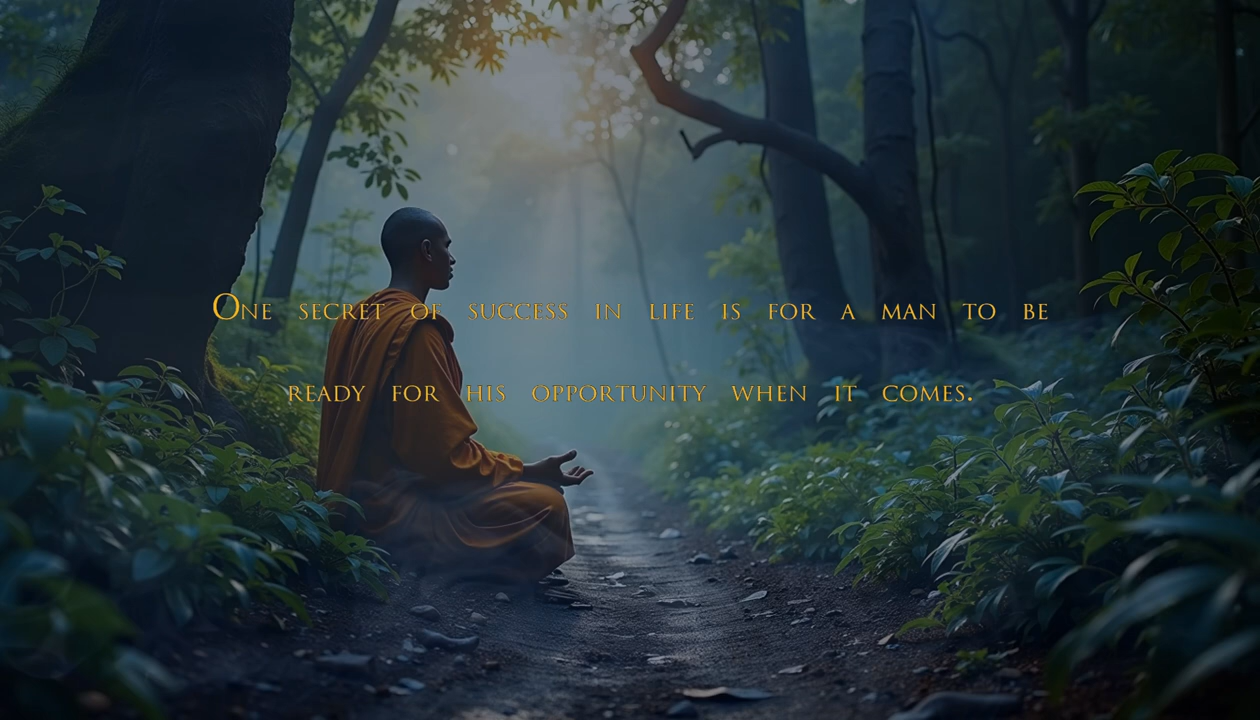 One secret of success in life is for a man to be
ready for his opportunity when it comes.